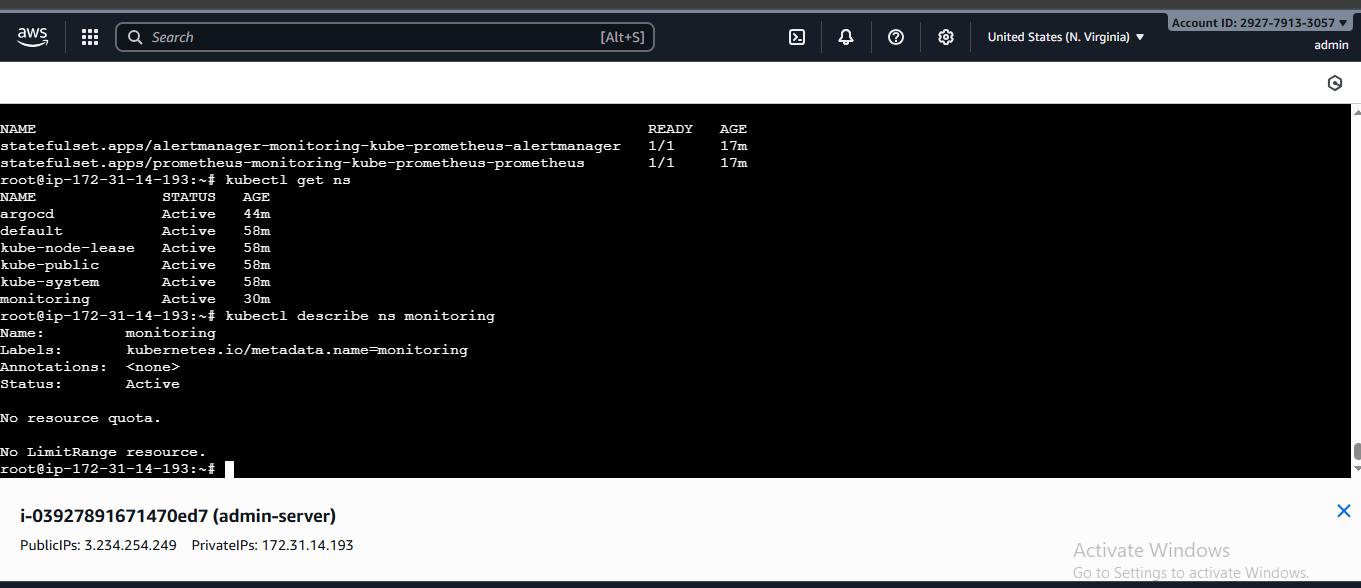 aws
Search [Alt+S]
United States (N. Virginia) ▼
Account ID: 2927-7913-3057 ▼
admin
NAME READY AGE
statefulset.apps/alertmanager-monitoring-kube-prometheus-alertmanager 1/1 17m
statefulset.apps/prometheus-monitoring-kube-prometheus-prometheus 1/1 17m
root@ip-172-31-14-193:~# kubectl get ns
NAME STATUS AGE
argocd Active 44m
default Active 58m
kube-node-lease Active 58m
kube-public Active 58m
kube-system Active 58m
monitoring Active 30m
root@ip-172-31-14-193:~# kubectl describe ns monitoring
Name: monitoring
Labels: kubernetes.io/metadata.name=monitoring
Annotations: <none>
Status: Active
No resource quota.
No LimitRange resource.
root@ip-172-31-14-193:~#
i-03927891671470ed7 (admin-server)
PublicIPs: 3.234.254.249 PrivateIPs: 172.31.14.193
Activate Windows
Go to Settings to activate Windows.